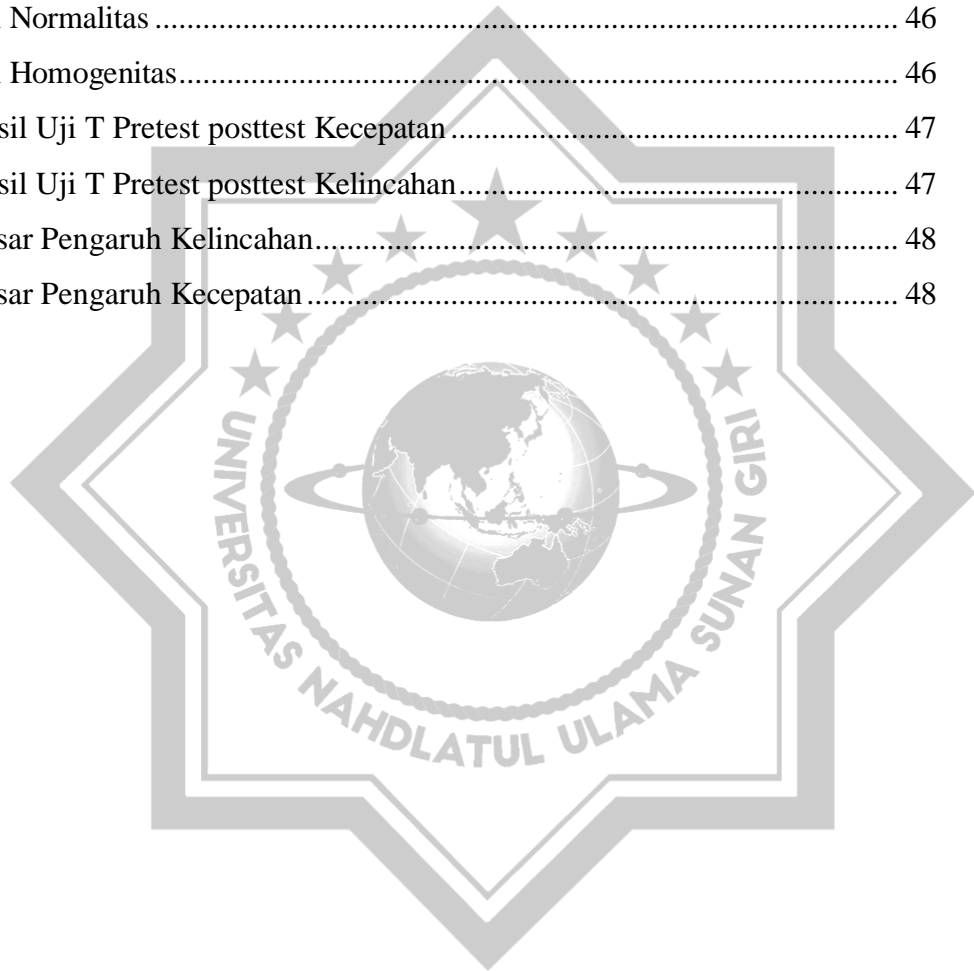 Normalitas ........................................................................................ 46
Homogenitas ..................................................................................... 46
sil Uji T Pretest posttest Kecepatan ..................................................... 47
sil Uji T Pretest posttest Kelincahan .................................................... 47
sar Pengaruh Kelincahan ..................................................................... 48
sar Pengaruh Kecepatan ...................................................................... 48
UNIVERSITAS NAHDLATUL ULAMA SUNAN GIRI